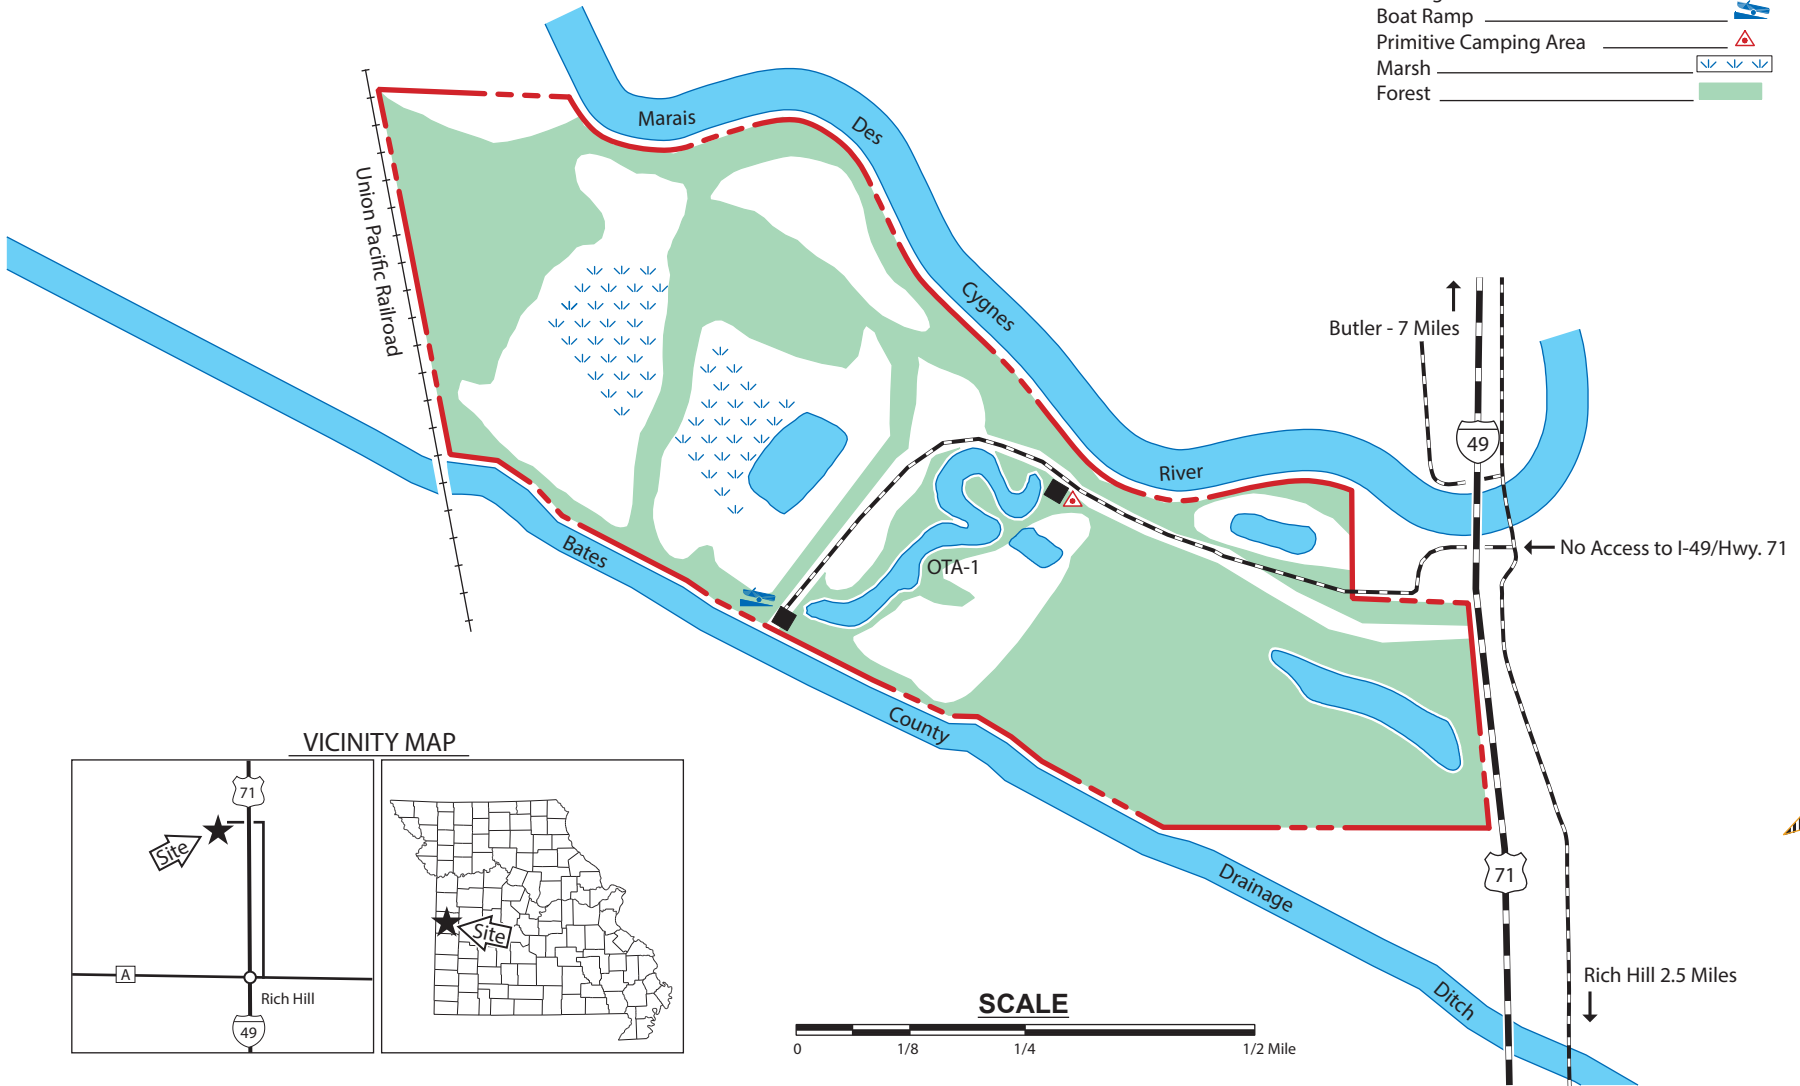 Boat Ramp
Primitive Camping Area
Marsh
Forest
Marais
Des
Cygnes
River
Union Pacific Railroad
Butler - 7 Miles
49
No Access to I-49/Hwy. 71
OTA-1
Bates
County
Drainage
Ditch
71
Rich Hill 2.5 Miles
VICINITY MAP
71
Site
A
Rich Hill
49
Site
SCALE
0 1/8 1/4 1/2 Mile